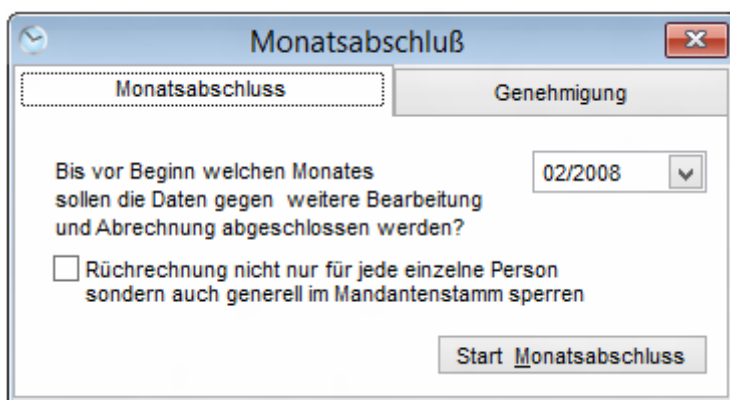 Monatsabschluß
Monatsabschluss
Genehmigung
Bis vor Beginn welchen Monates
sollen die Daten gegen weitere Bearbeitung
und Abrechnung abgeschlossen werden?
02/2008
Rüchrechnung nicht nur für jede einzelne Person
sondern auch generell im Mandantenstamm sperren
Start Monatsabschluss